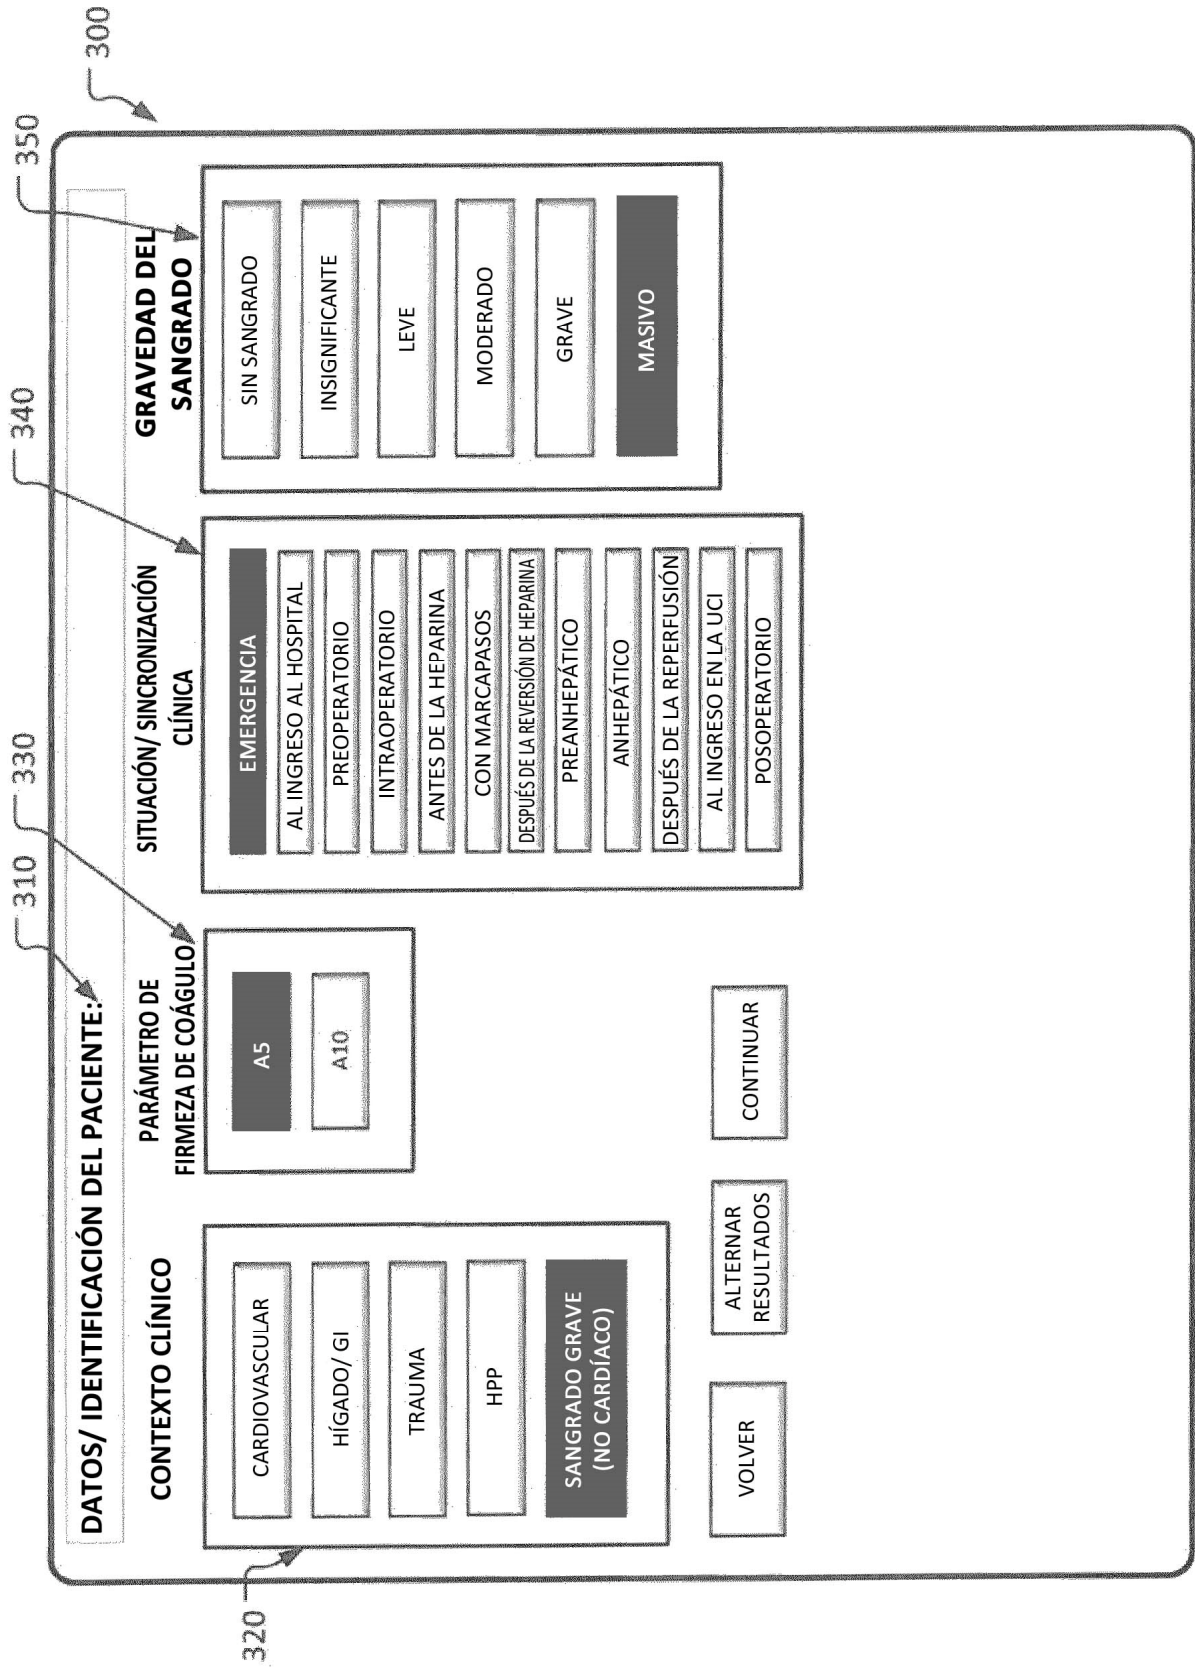 300
310
DATOS/ IDENTIFICACIÓN DEL PACIENTE:
320
CONTEXTO CLÍNICO
CARDIOVASCULAR
HÍGADO/ GI
TRAUMA
HPP
SANGRADO GRAVE
(NO CARDÍACO)
330
PARÁMETRO DE
FIRMEZA DE COÁGULO
A5
A10
340
SITUACIÓN/ SINCRONIZACIÓN
CLÍNICA
EMERGENCIA
AL INGRESO AL HOSPITAL
PREOPERATORIO
INTRAOPERATORIO
ANTES DE LA HEPARINA
CON MARCAPASOS
DESPUÉS DE LA REVERSIÓN DE HEPARINA
PREANHEPÁTICO
ANHEPÁTICO
DESPUÉS DE LA REPERFUSIÓN
AL INGRESO EN LA UCI
POSOPERATORIO
350
GRAVEDAD DEL
SANGRADO
SIN SANGRADO
INSIGNIFICANTE
LEVE
MODERADO
GRAVE
MASIVO
VOLVER
ALTERNAR
RESULTADOS
CONTINUAR